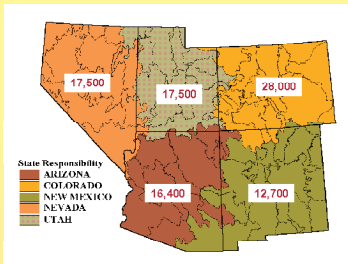 17,500
17,500
28,000
16,400
12,700
State Responsibility
ARIZONA
COLORADO
NEW MEXICO
NEVADA
UTAH